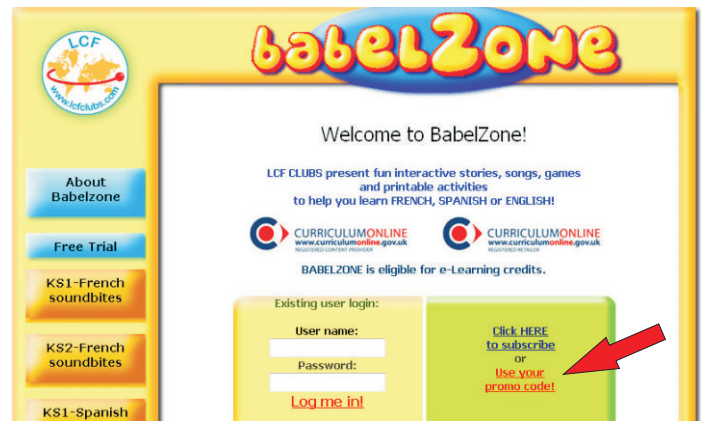 LCF
www.lcfclubs.com
babelZONE
Welcome to BabelZone!
LCF CLUBS present fun interactive stories, songs, games
and printable activities
to help you learn FRENCH, SPANISH or ENGLISH!
CURRICULUMONLINE
www.curriculumonline.gov.uk
REGISTERED CONTENT PROVIDER
CURRICULUMONLINE
www.curriculumonline.gov.uk
REGISTERED RETAILER
BABELZONE is eligible for e-Learning credits.
About
Babelzone
Free Trial
KS1-French
soundbites
KS2-French
soundbites
KS1-Spanish
Existing user login:
User name:
Password:
Log me in!
Click HERE
to subscribe
or
Use your
promo code!